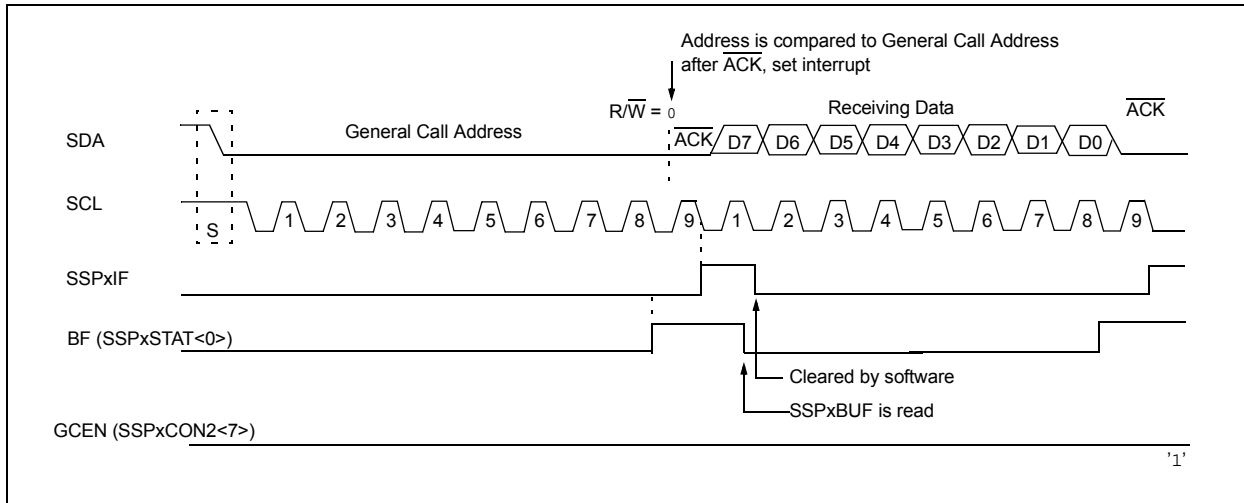 Address is compared to General Call Address
after ACK, set interrupt
R/W = 0
Receiving Data
ACK
General Call Address
SDA
ACK D7 D6 D5 D4 D3 D2 D1 D0
SCL
S
1 2 3 4 5 6 7 8 9 1 2 3 4 5 6 7 8 9
SSPxIF
BF (SSPxSTAT<0>)
Cleared by software
SSPxBUF is read
GCEN (SSPxCON2<7>)
'1'